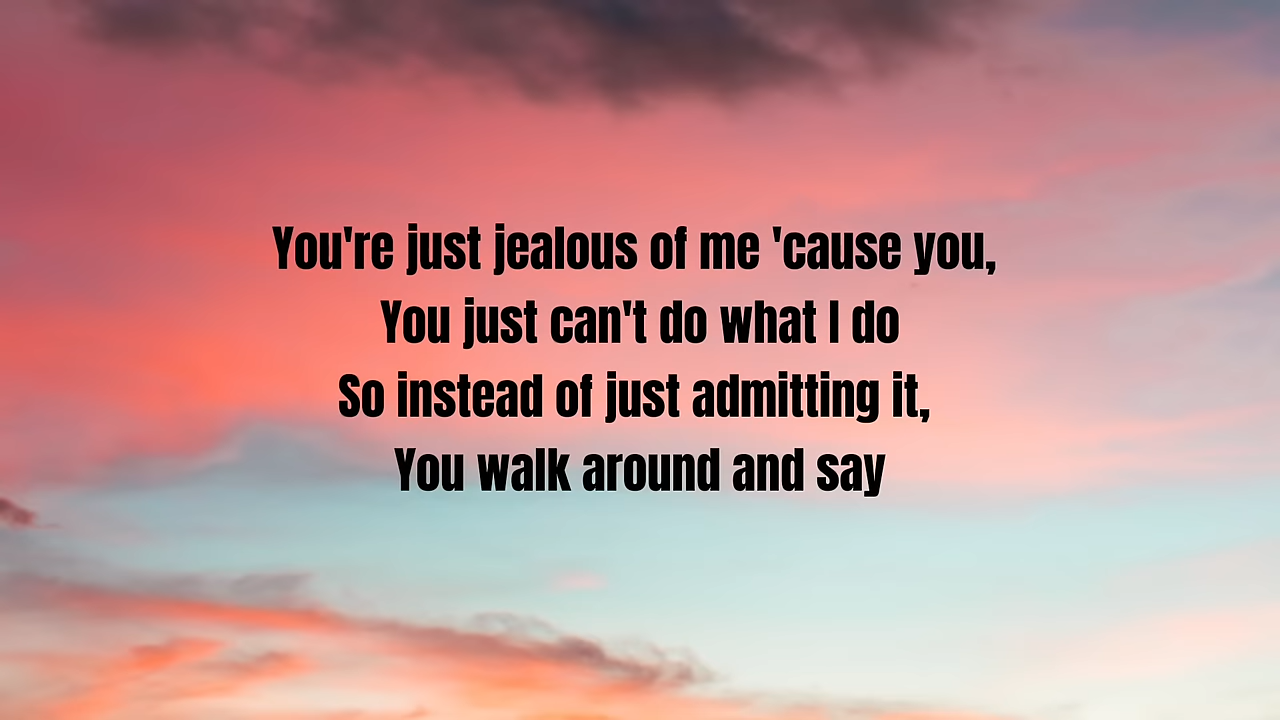 You're just jealous of me 'cause you,
You just can't do what I do
So instead of just admitting it,
You walk around and say